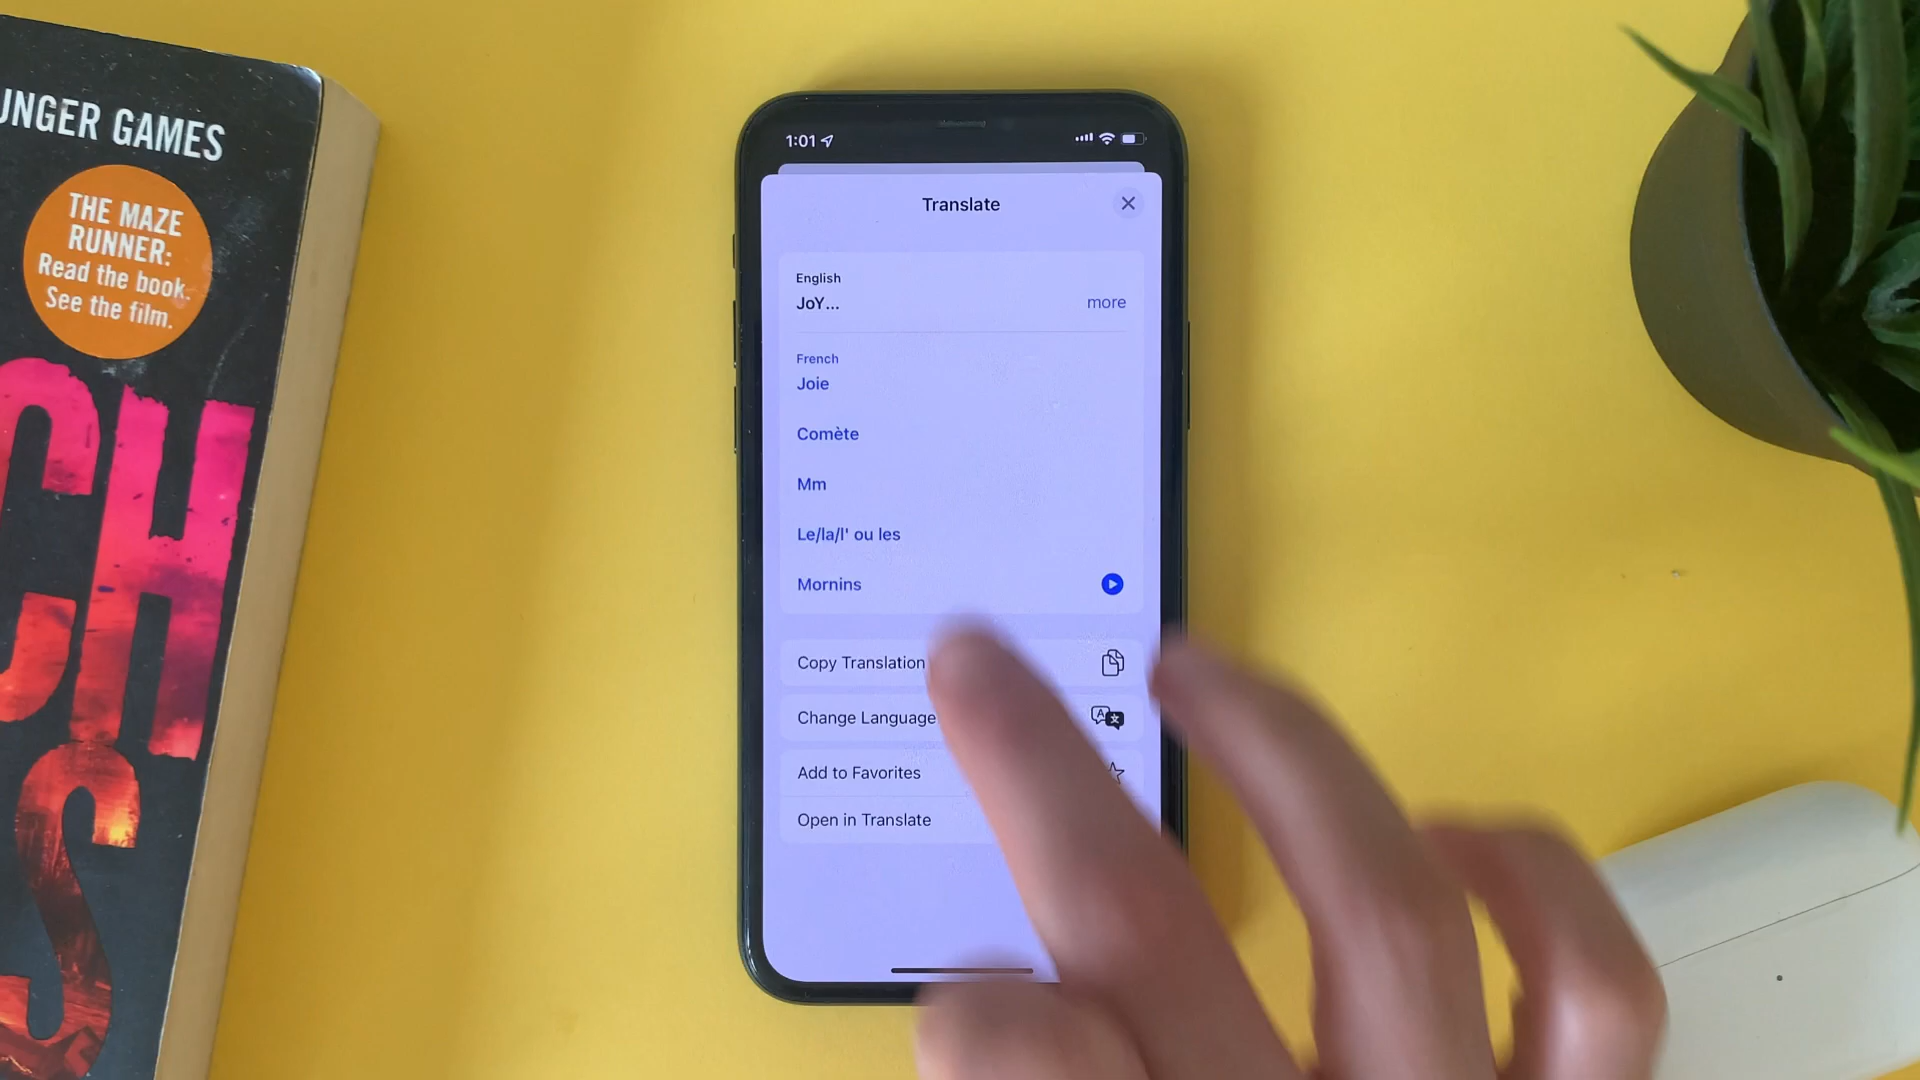 UNGER GAMES
THE MAZE
RUNNER:
Read the book.
See the film.
CH
S
1:01
Translate
English
JoY...
more
French
Joie
Comète
Mm
Le/la/l' ou les
Mornins
Copy Translation
Change Language
Add to Favorites
Open in Translate